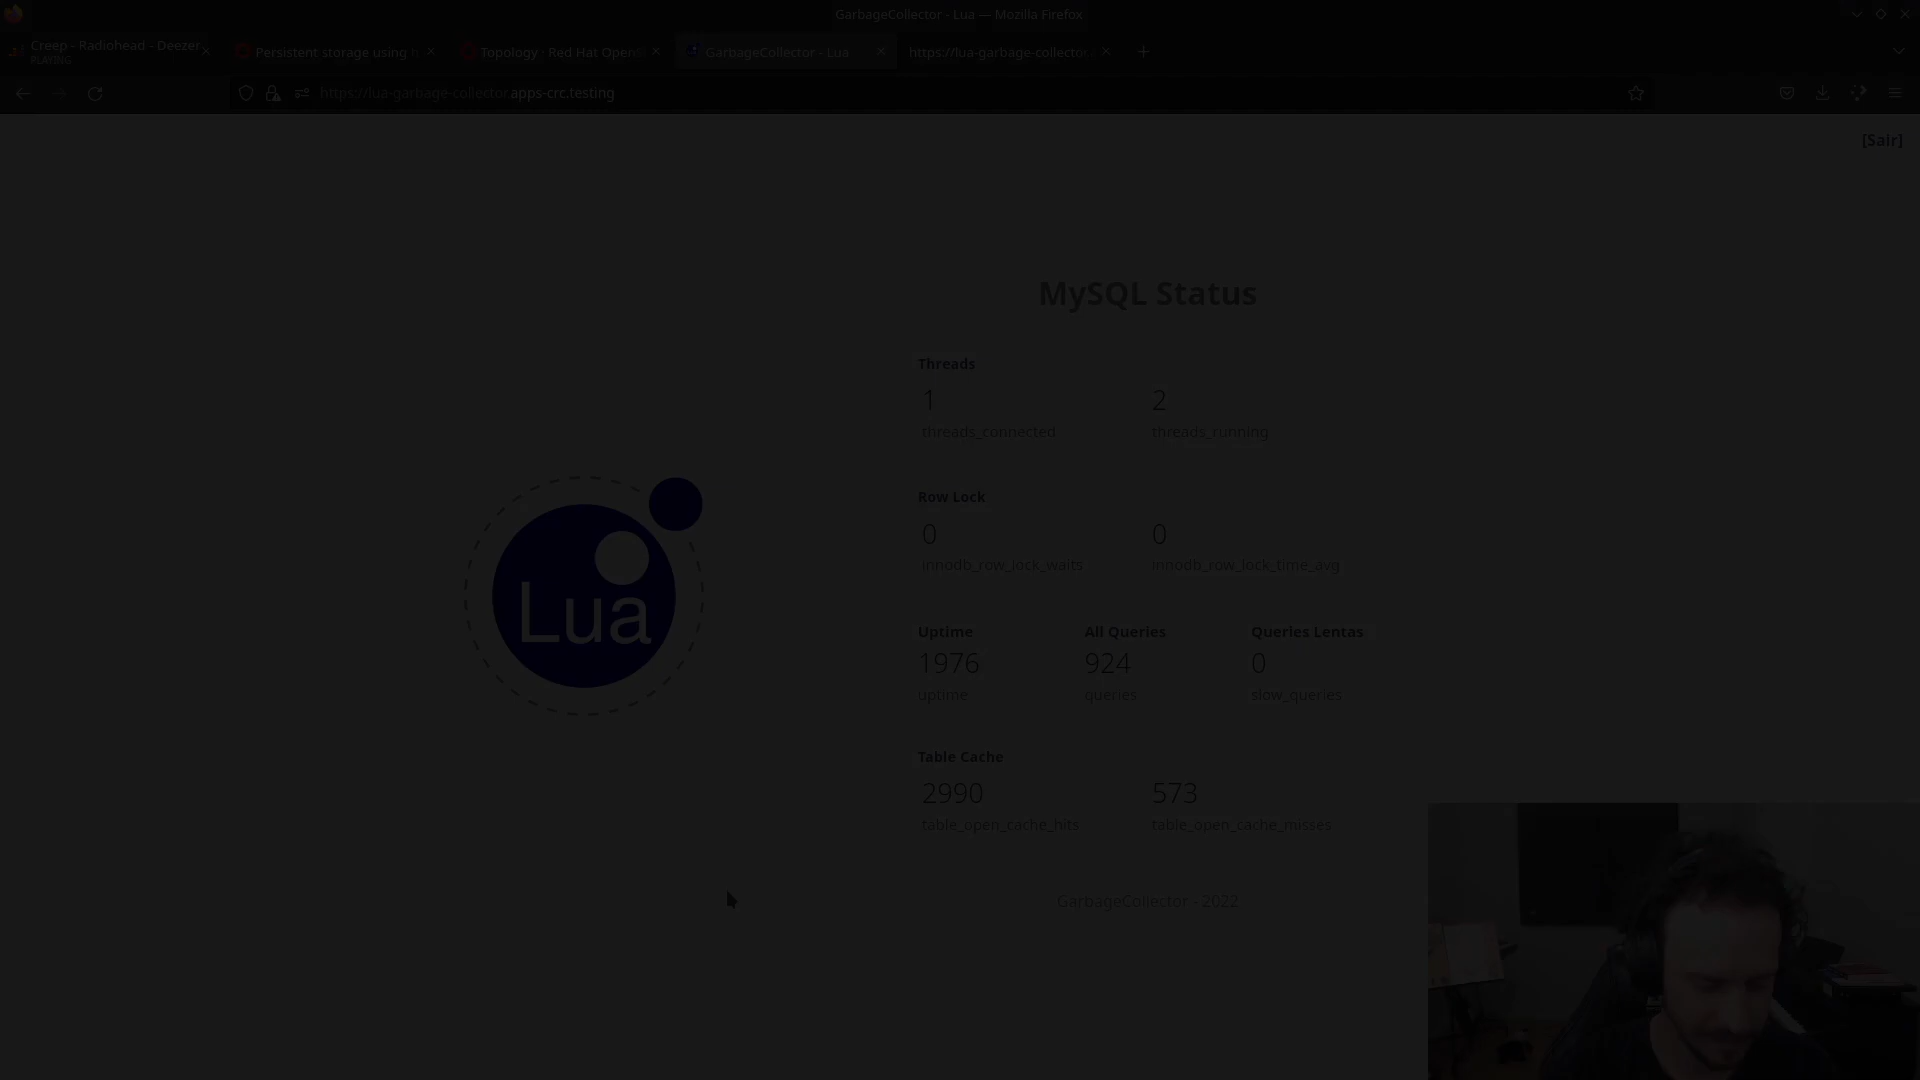 GarbageCollector - Lua — Mozilla Firefox
Creep - Radiohead - Deezer
PLAYING
Persistent storage using
Topology · Red Hat Open
GarbageCollector - Lua
https://lua-garbage-collector
https://lua-garbage-collector.apps-crc.testing
[Sair]
MySQL Status
Threads
1 2
threads_connected threads_running
Row Lock
0 0
innodb_row_lock_waits innodb_row_lock_time_avg
Uptime All Queries Queries Lentas
1976 924 0
uptime queries slow_queries
Table Cache
2990 573
table_open_cache_hits table_open_cache_misses
GarbageCollector - 2022
Lua